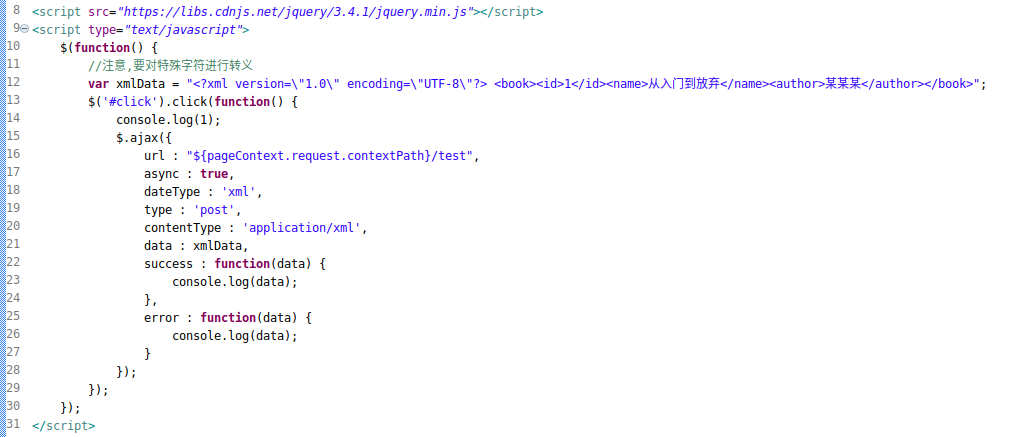 8 <script src="https://libs.cdnjs.net/jquery/3.4.1/jquery.min.js"></script>
9 <script type="text/javascript">
10     $(function() {
11         //注意,要对特殊字符进行转义
12         var xmlData = "<?xml version=\"1.0\" encoding=\"UTF-8\"?> <book><id>1</id><name>从入门到放弃</name><author>某某某</author></book>";
13         $('#click').click(function() {
14             console.log(1);
15             $.ajax({
16                 url : "${pageContext.request.contextPath}/test",
17                 async : true,
18                 dateType : 'xml',
19                 type : 'post',
20                 contentType : 'application/xml',
21                 data : xmlData,
22                 success : function(data) {
23                     console.log(data);
24                 },
25                 error : function(data) {
26                     console.log(data);
27                 }
28             });
29         });
30     });
31 </script>